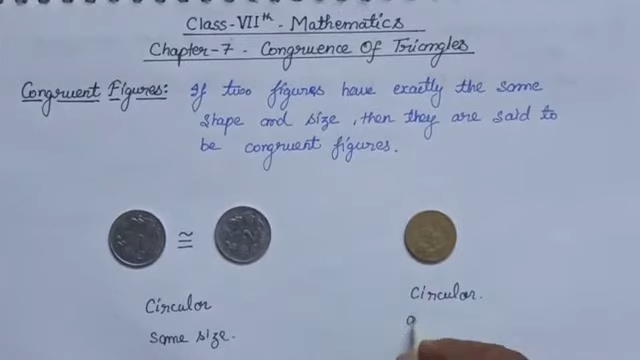 Class-VIIth - Mathematics
Chapter-7 - Congruence Of Triangles
Congruent Figures: If two figures have exactly the same
shape and size, then they are said to
be congruent figures.
≅
Circular
Circular.
Same size.